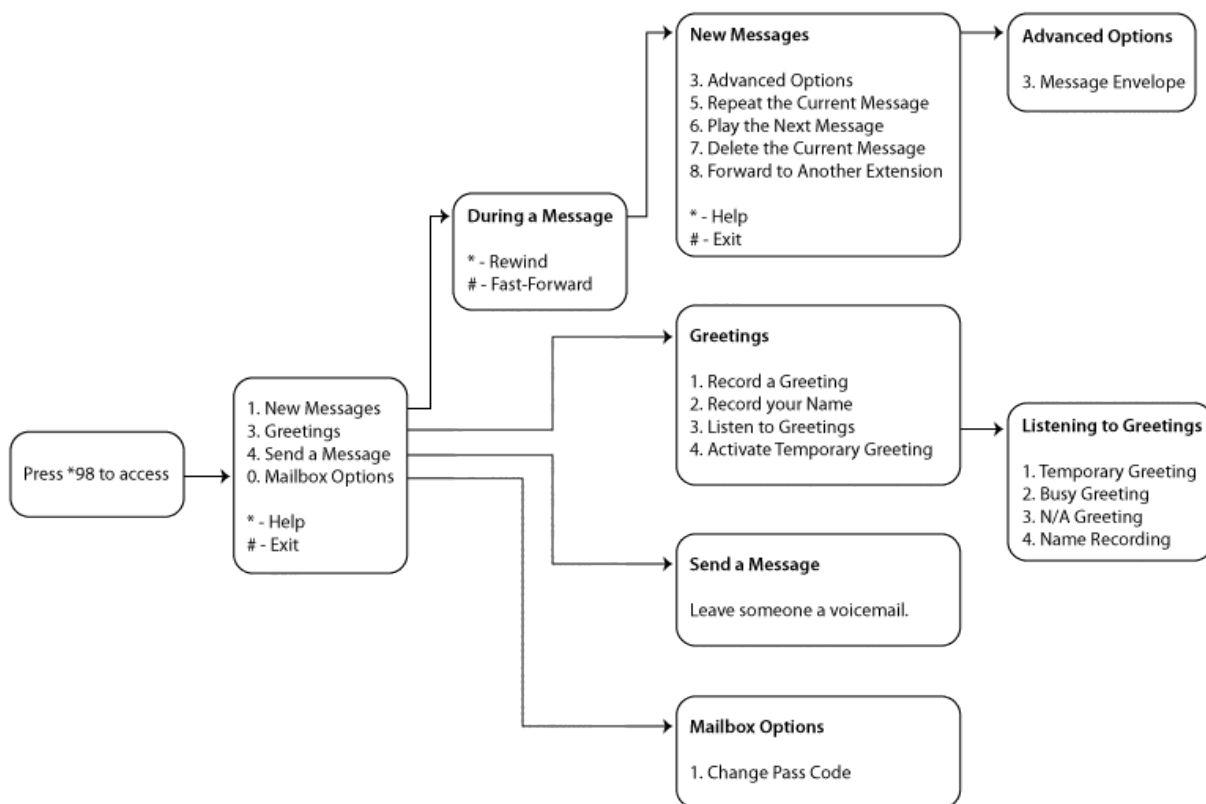 Press *98 to access
1. New Messages
3. Greetings
4. Send a Message
0. Mailbox Options
* - Help
# - Exit
During a Message
* - Rewind
# - Fast-Forward
New Messages
3. Advanced Options
5. Repeat the Current Message
6. Play the Next Message
7. Delete the Current Message
8. Forward to Another Extension
* - Help
# - Exit
Advanced Options
3. Message Envelope
Greetings
1. Record a Greeting
2. Record your Name
3. Listen to Greetings
4. Activate Temporary Greeting
Listening to Greetings
1. Temporary Greeting
2. Busy Greeting
3. N/A Greeting
4. Name Recording
Send a Message
Leave someone a voicemail.
Mailbox Options
1. Change Pass Code